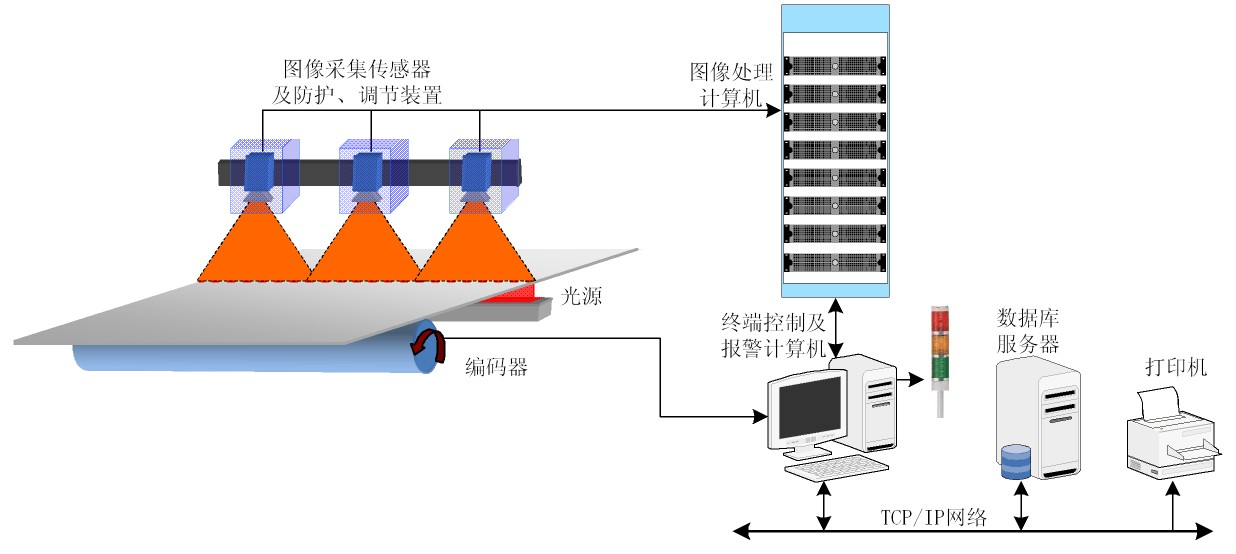 图像采集传感器
及防护、调节装置
图像处理
计算机
光源
编码器
终端控制及
报警计算机
数据库
服务器
打印机
TCP/IP网络